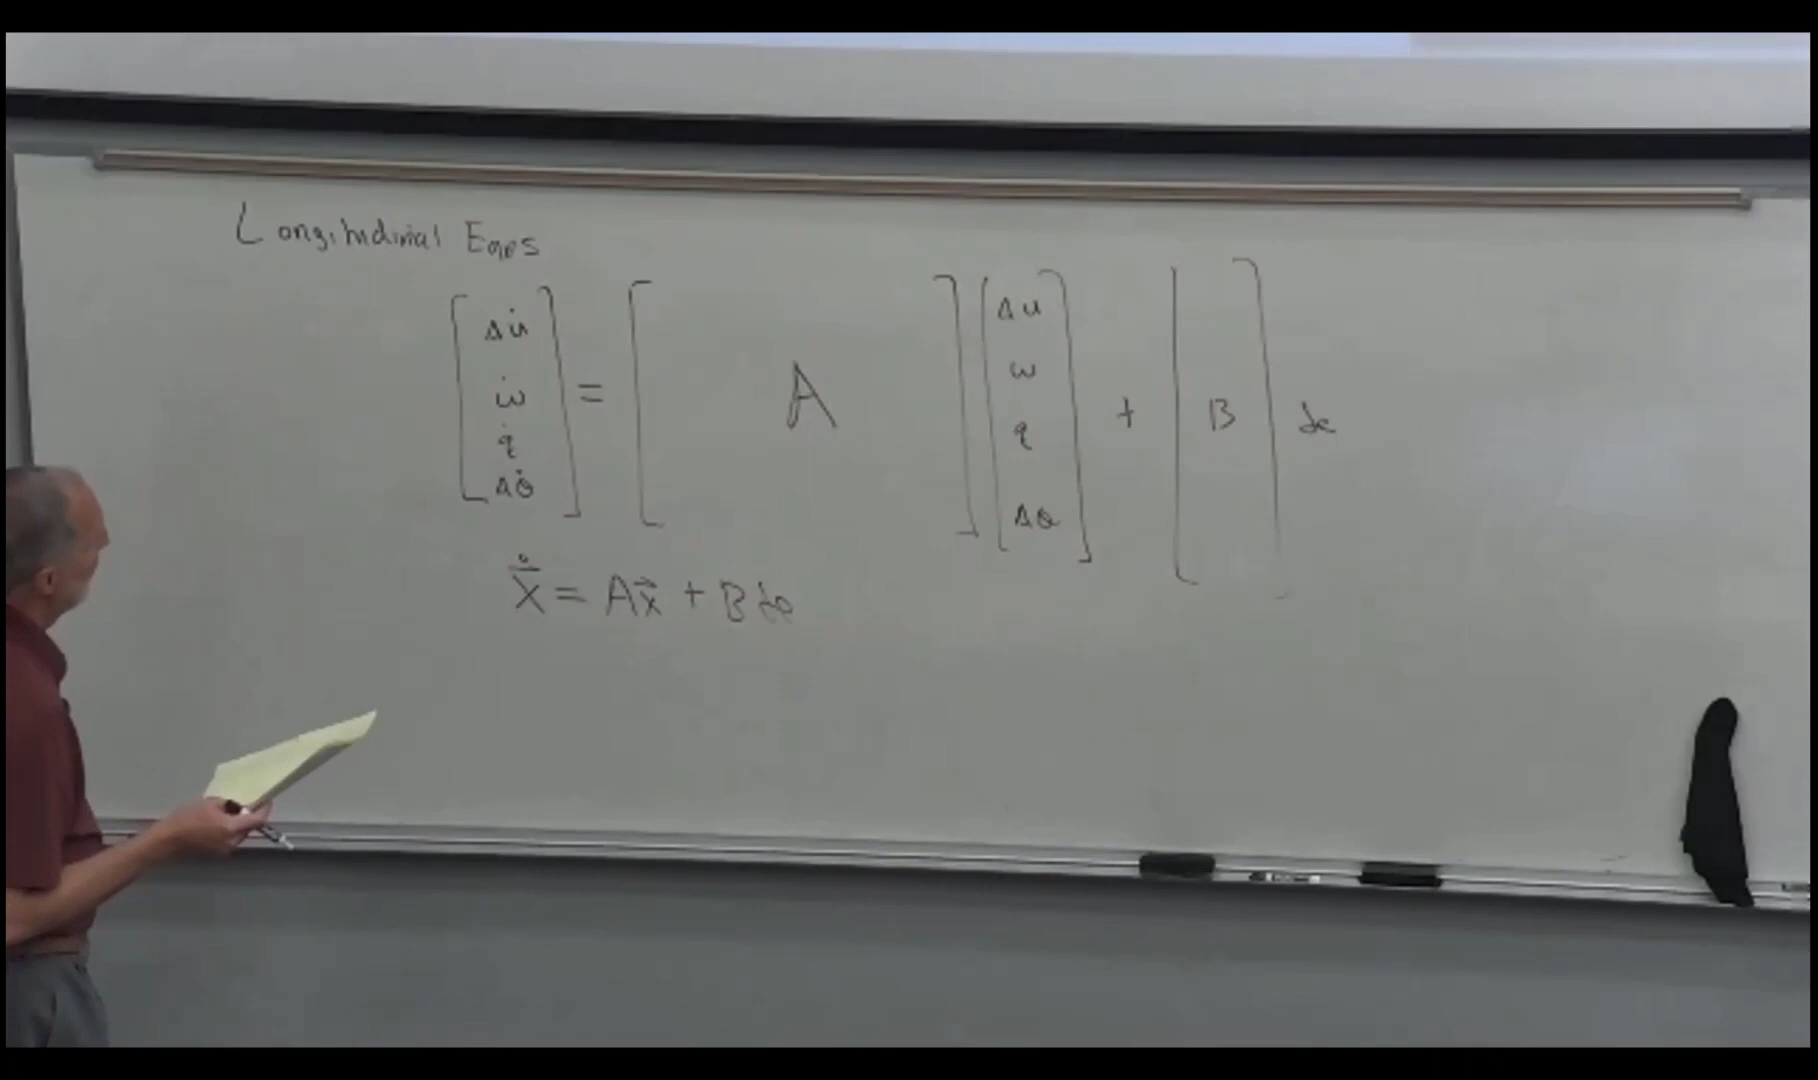 Longitudinal Eqns
[Δu̇ ẇ q̇ Δθ̇] = [A] [Δu w q Δθ] + [B] δe
ẋ = Ax⃗ + Bδe